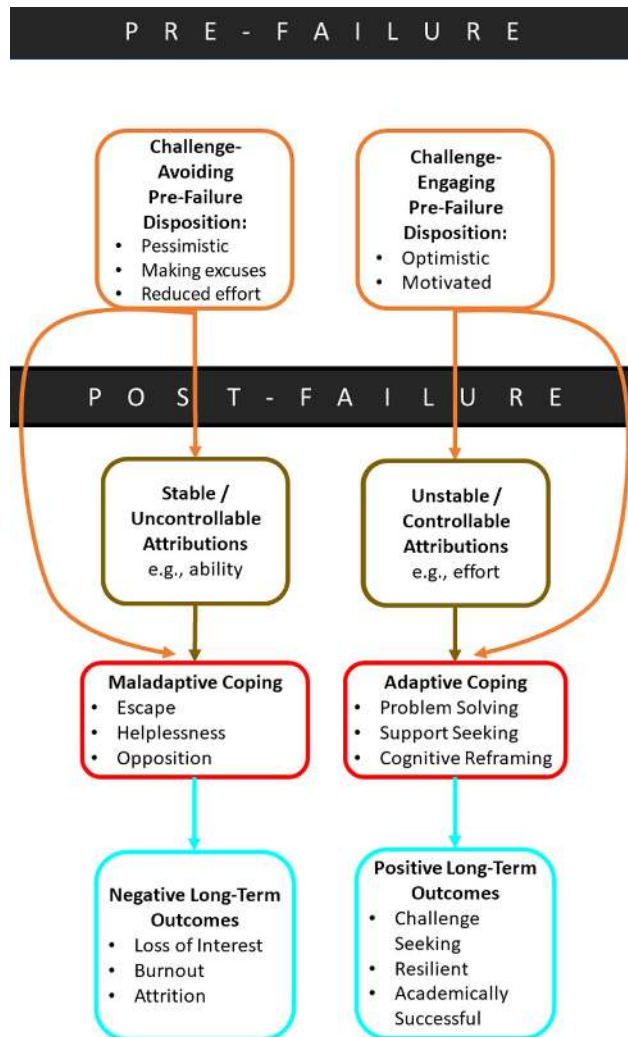 PRE-FAILURE
Challenge-
Avoiding
Pre-Failure
Disposition:
• Pessimistic
• Making excuses
• Reduced effort
Challenge-
Engaging
Pre-Failure
Disposition:
• Optimistic
• Motivated
POST-FAILURE
Stable /
Uncontrollable
Attributions
e.g., ability
Unstable /
Controllable
Attributions
e.g., effort
Maladaptive Coping
• Escape
• Helplessness
• Opposition
Adaptive Coping
• Problem Solving
• Support Seeking
• Cognitive Reframing
Negative Long-Term
Outcomes
• Loss of Interest
• Burnout
• Attrition
Positive Long-Term
Outcomes
• Challenge
Seeking
• Resilient
• Academically
Successful